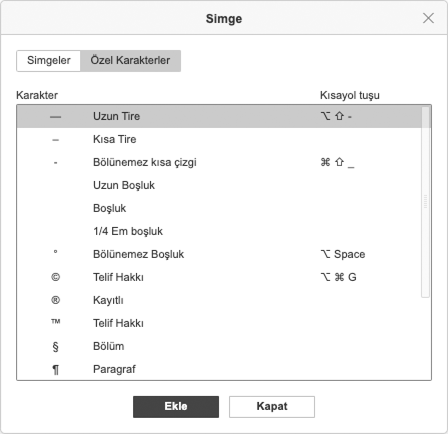 Simge
Simgeler Özel Karakterler
Karakter Kısayol tuşu
— Uzun Tire ⌥ ⇧ -
– Kısa Tire
- Bölünemez kısa çizgi ⌘ ⇧ _
Uzun Boşluk
Boşluk
1/4 Em boşluk
° Bölünemez Boşluk ⌥ Space
© Telif Hakkı ⌥ ⌘ G
® Kayıtlı
™ Telif Hakkı
§ Bölüm
¶ Paragraf
Ekle Kapat